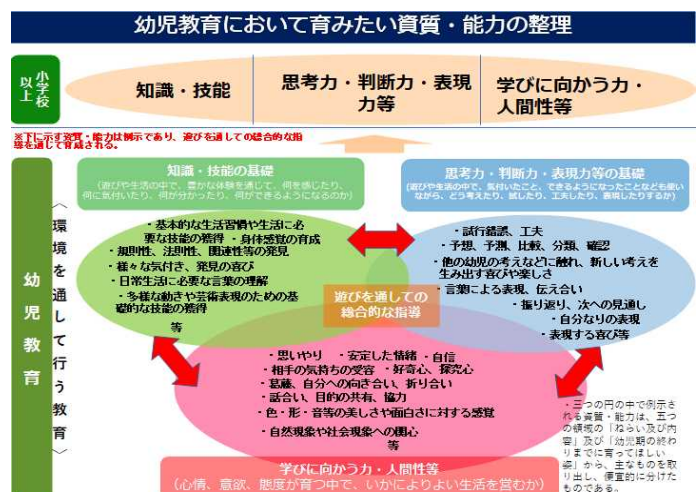 幼児教育において育みたい資質・能力の整理
小学校
以上
知識・技能
思考力・判断力・表現
力等
学びに向かう力・
人間性等
※下に示す資質・能力は例示であり、遊びを通しての総合的な指
導を通じて育成される。
幼児教育
〈環境を通して行う教育〉
知識・技能の基礎
(遊びや生活の中で、豊かな体験を通じて、何を感じたり、
何に気付いたり、何が分かったり、何ができるようになるのか)
・基本的な生活習慣や生活に必
要な技能の獲得 ・身体感覚の育成
・規則性、法則性、関連性等の発見
・様々な気付き、発見の喜び
・日常生活に必要な言葉の理解
・多様な動きや芸術表現のための基
礎的な技能の獲得
等
思考力・判断力・表現力等の基礎
(遊びや生活の中で、気付いたこと、できるようになったことなども使い
ながら、どう考えたり、試したり、工夫したり、表現したりするか)
・試行錯誤、工夫
・予想、予測、比較、分類、確認
・他の幼児の考えなどに触れ、新しい考えを
生み出す喜びや楽しさ
・言葉による表現、伝え合い
・振り返り、次への見通し
・自分なりの表現
・表現する喜び等
遊びを通しての
総合的な指導
・思いやり ・安定した情緒 ・自信
・相手の気持ちの受容 ・好奇心、探究心
・葛藤、自分への向き合い、折り合い
・話合い、目的の共有、協力
・色・形・音等の美しさや面白さに対する感覚
・自然現象や社会現象への関心
等
学びに向かう力・人間性等
(心情、意欲、態度が育つ中で、いかによりよい生活を営むか)
・三つの円の中で例示さ
れる資質・能力は、五つ
の領域の「ねらい及び内
容」及び「幼児期の終わ
りまでに育ってほしい
姿」から、主なものを取
り出し、便宜的に分けた
ものである。